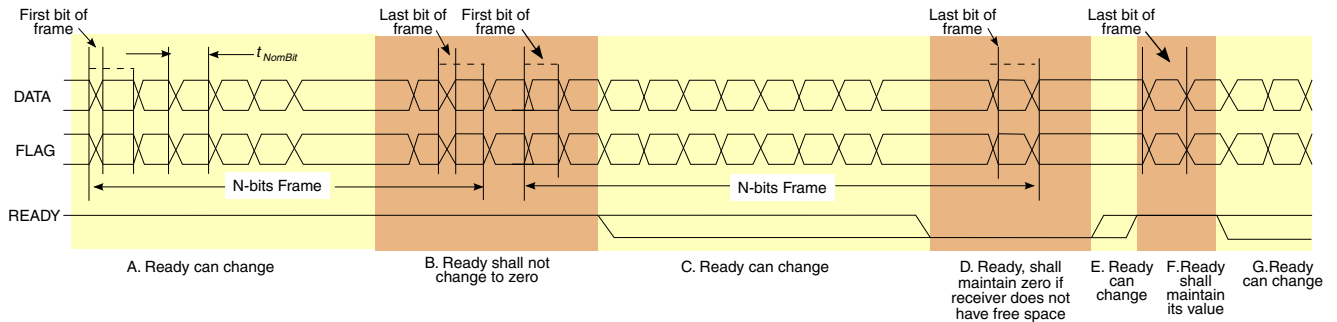 First bit of
frame
t NomBit
Last bit of
frame
First bit of
frame
Last bit of
frame
Last bit of
frame
DATA
FLAG
N-bits Frame
N-bits Frame
READY
A. Ready can change
B. Ready shall not
change to zero
C. Ready can change
D. Ready, shall
maintain zero if
receiver does not
have free space
E. Ready
can
change
F.Ready
shall
maintain
its value
G.Ready
can change